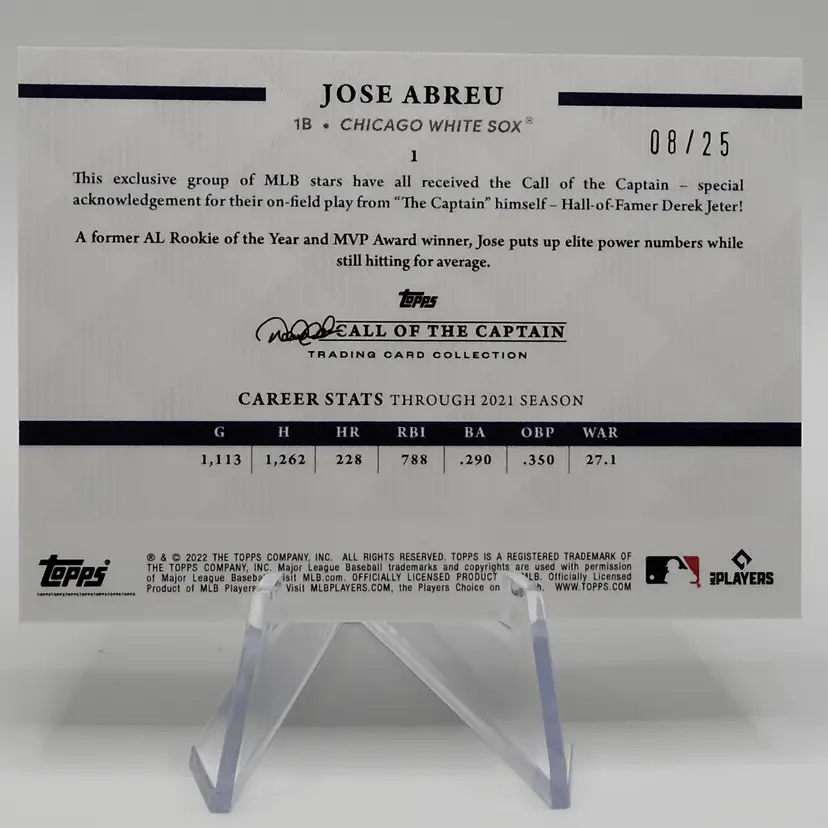 JOSE ABREU
1B • CHICAGO WHITE SOX®
08/25
1
This exclusive group of MLB stars have all received the Call of the Captain – special
acknowledgement for their on-field play from “The Captain” himself – Hall-of-Famer Derek Jeter!
A former AL Rookie of the Year and MVP Award winner, Jose puts up elite power numbers while
still hitting for average.
Topps
CALL OF THE CAPTAIN
TRADING CARD COLLECTION
CAREER STATS THROUGH 2021 SEASON
G H HR RBI BA OBP WAR
1,113 1,262 228 788 .290 .350 27.1
Topps
® & © 2022 THE TOPPS COMPANY, INC. ALL RIGHTS RESERVED. TOPPS IS A REGISTERED TRADEMARK OF
THE TOPPS COMPANY, INC. Major League Baseball trademarks and copyrights are used with permission
of Major League Baseball isit MLB.com. OFFICIALLY LICENSED PRODUCT MLB. Officially Licensed
Product of MLB Players Visit MLBPLAYERS.COM, the Players Choice on WWW.TOPPS.COM
MLB PLAYERS